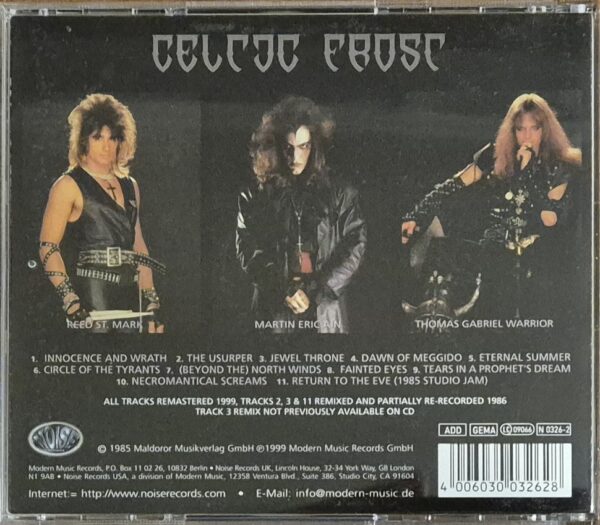 CELTIC FROST
REED ST. MARK
MARTIN ERIC AIN
THOMAS GABRIEL WARRIOR
1. INNOCENCE AND WRATH 2. THE USURPER 3. JEWEL THRONE 4. DAWN OF MEGGIDO 5. ETERNAL SUMMER
6. CIRCLE OF THE TYRANTS 7. (BEYOND THE) NORTH WINDS 8. FAINTED EYES 9. TEARS IN A PROPHET'S DREAM
10. NECROMANTICAL SCREAMS 11. RETURN TO THE EVE (1985 STUDIO JAM)
ALL TRACKS REMASTERED 1999, TRACKS 2, 3 & 11 REMIXED AND PARTIALLY RE-RECORDED 1986
TRACK 3 REMIX NOT PREVIOUSLY AVAILABLE ON CD
NOISE
© 1985 Maldoror Musikverlag GmbH ℗ 1999 Modern Music Records GmbH
ADD GEMA LC 09066 N 0326-2
Modern Music Records, P.O. Box 11 02 26, 10832 Berlin • Noise Records UK, Lincoln House, 32-34 York Way, GB London
N1 9AB • Noise Records USA, a division of Modern Music, 12358 Ventura Blvd., Suite 386, Studio City, CA 91604
Internet:= http://www.noiserecords.com • E-Mail: info@modern-music.de
4 006030 032628